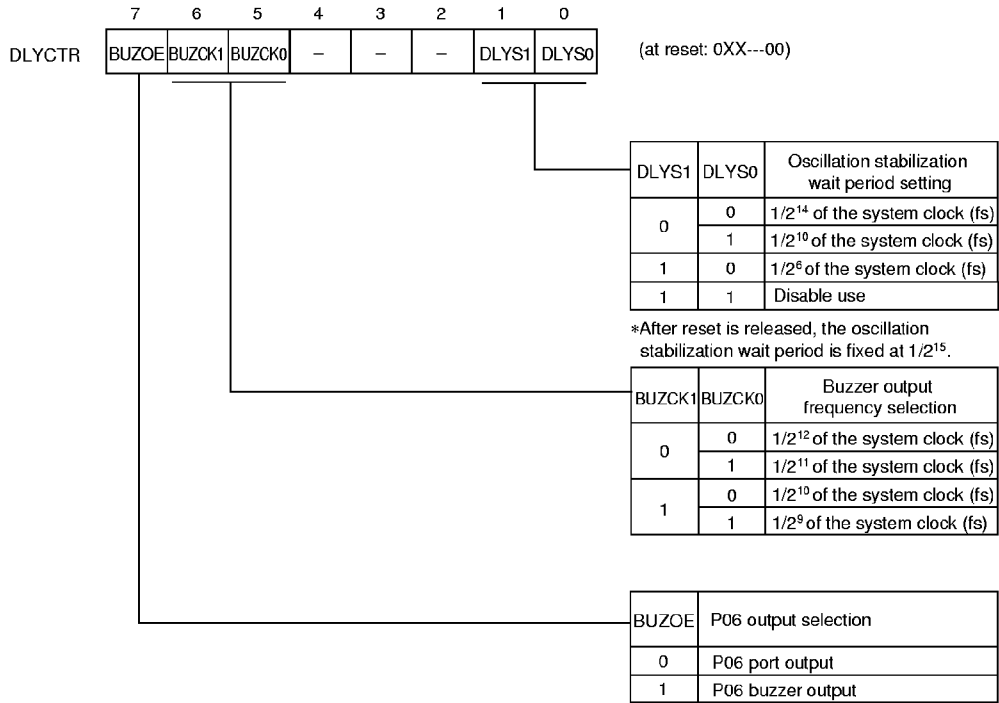 7 6 5 4 3 2 1 0
DLYCTR BUZOE BUZCK1 BUZCK0 – – – DLYS1 DLYS0 (at reset: 0XX---00)
DLYS1 DLYS0 Oscillation stabilization
wait period setting
0 0 1/2¹⁴ of the system clock (fs)
1 1/2¹⁰ of the system clock (fs)
1 0 1/2⁶ of the system clock (fs)
1 1 Disable use
*After reset is released, the oscillation
stabilization wait period is fixed at 1/2¹⁵.
BUZCK1 BUZCK0 Buzzer output
frequency selection
0 0 1/2¹² of the system clock (fs)
1 1/2¹¹ of the system clock (fs)
1 0 1/2¹⁰ of the system clock (fs)
1 1/2⁹ of the system clock (fs)
BUZOE P06 output selection
0 P06 port output
1 P06 buzzer output